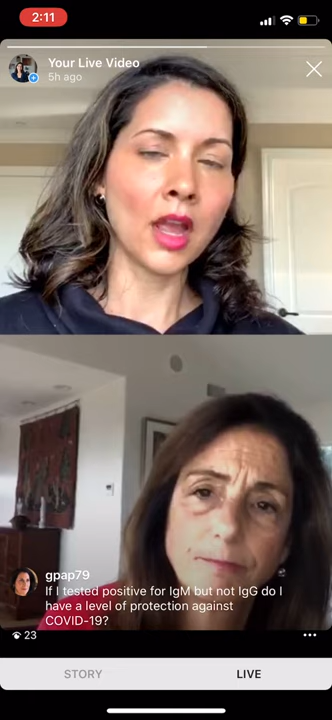 2:11
Your Live Video
5h ago
gpap79
If I tested positive for IgM but not IgG do I
have a level of protection against
COVID-19?
23
STORY
LIVE